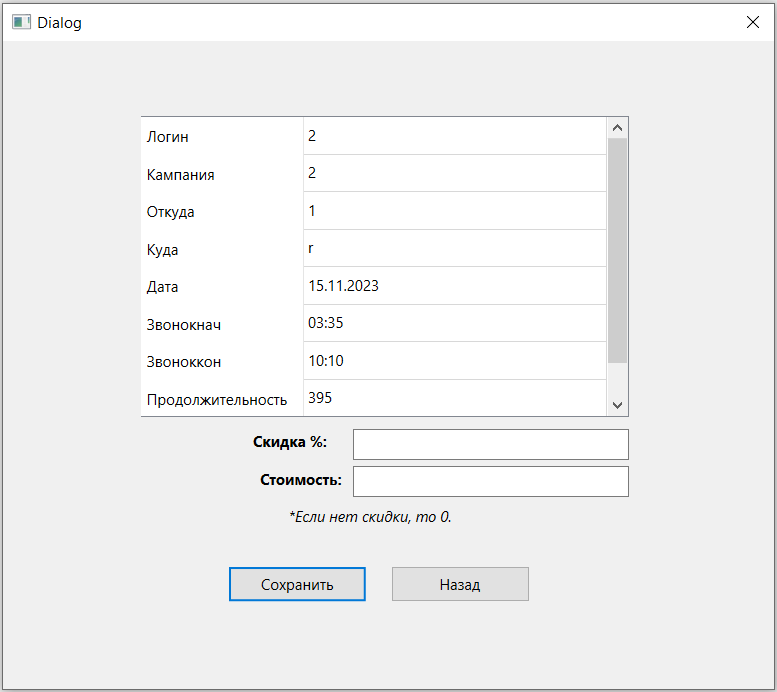 Dialog
Логин 2
Кампания 2
Откуда 1
Куда r
Дата 15.11.2023
Звонокнач 03:35
Звоноккон 10:10
Продолжительность 395
Скидка %:
Стоимость:
*Если нет скидки, то 0.
Сохранить Назад